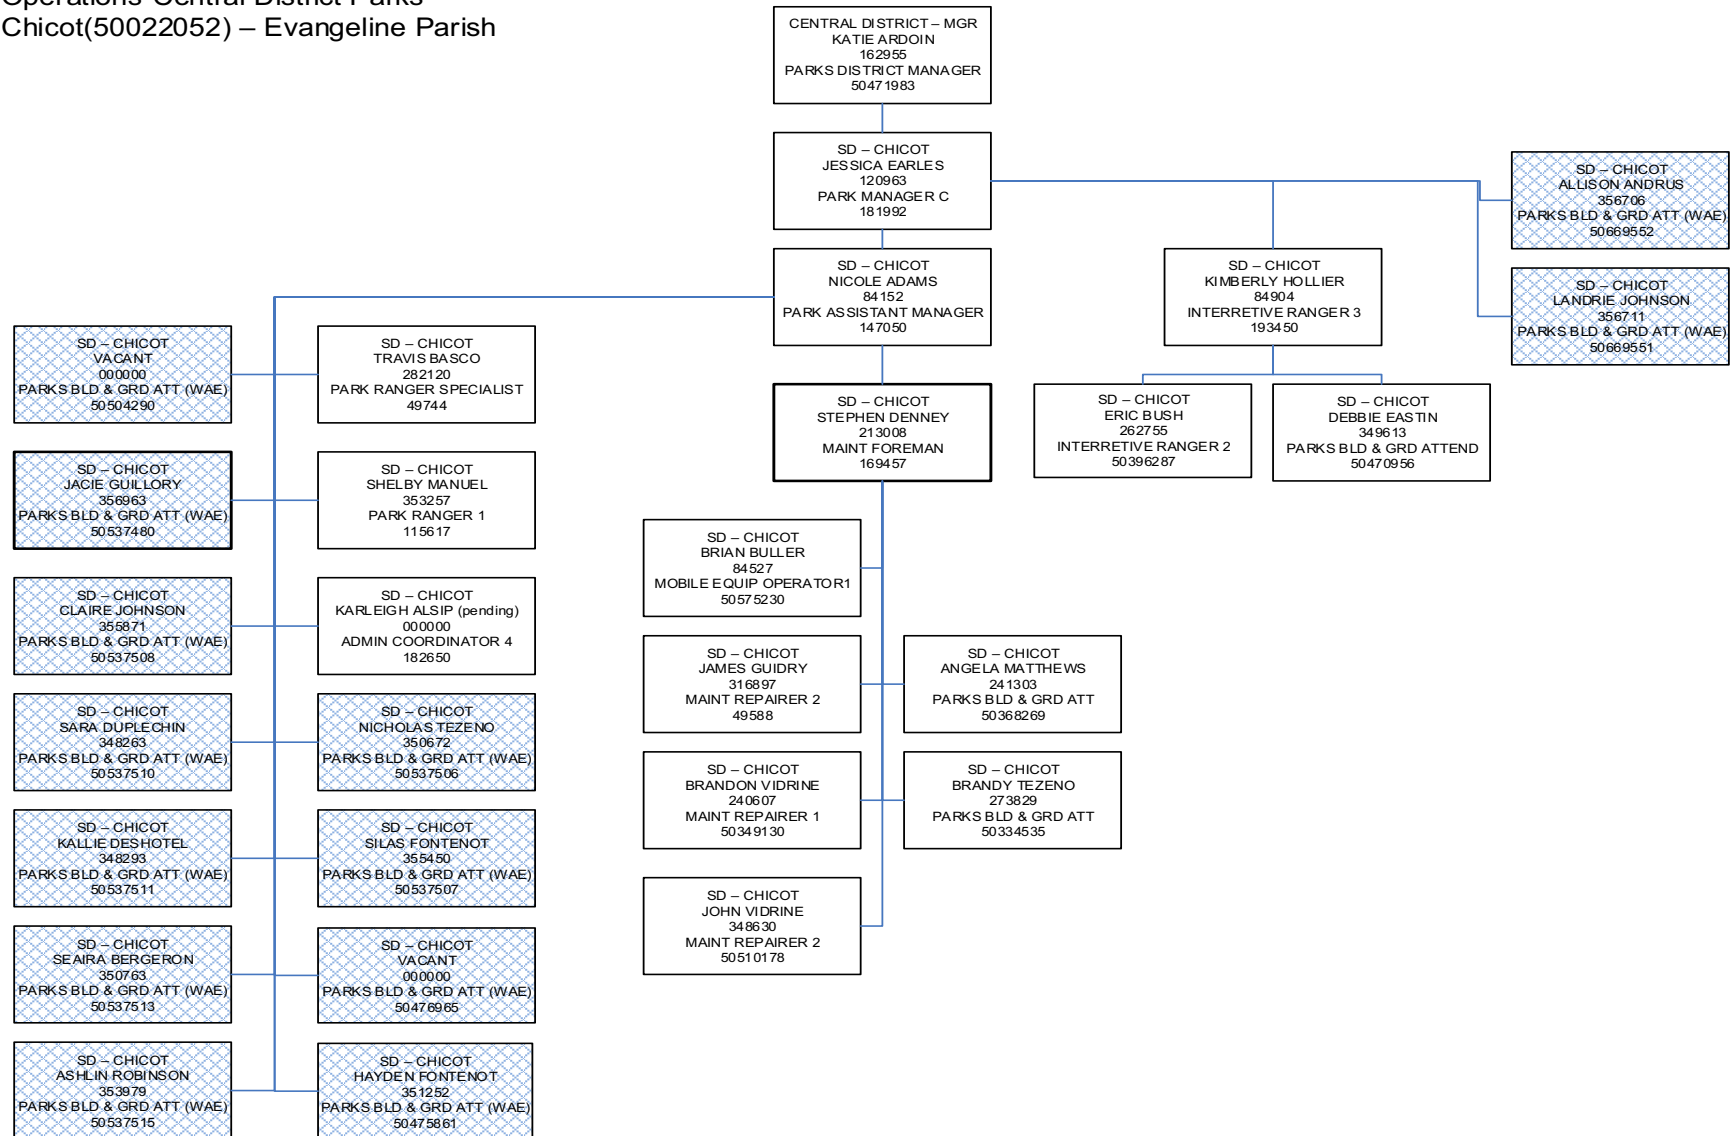 Operations-Central District Parks
Chicot(50022052) – Evangeline Parish
CENTRAL DISTRICT – MGR
KATIE ARDOIN
162955
PARKS DISTRICT MANAGER
50471983
SD – CHICOT
JESSICA EARLES
120963
PARK MANAGER C
181992
SD – CHICOT
ALLISON ANDRUS
356706
PARKS BLD & GRD ATT (WAE)
50669552
SD – CHICOT
NICOLE ADAMS
84152
PARK ASSISTANT MANAGER
147050
SD – CHICOT
KIMBERLY HOLLIER
84904
INTERRETIVE RANGER 3
193450
SD – CHICOT
LANDRIE JOHNSON
356711
PARKS BLD & GRD ATT (WAE)
50669551
SD – CHICOT
VACANT
000000
PARKS BLD & GRD ATT (WAE)
50504290
SD – CHICOT
TRAVIS BASCO
282120
PARK RANGER SPECIALIST
49744
SD – CHICOT
STEPHEN DENNEY
213008
MAINT FOREMAN
169457
SD – CHICOT
ERIC BUSH
262755
INTERRETIVE RANGER 2
50396287
SD – CHICOT
DEBBIE EASTIN
349613
PARKS BLD & GRD ATTEND
50470956
SD – CHICOT
JACIE GUILLORY
356963
PARKS BLD & GRD ATT (WAE)
50537480
SD – CHICOT
SHELBY MANUEL
353257
PARK RANGER 1
115617
SD – CHICOT
BRIAN BULLER
84527
MOBILE EQUIP OPERATOR1
50575230
SD – CHICOT
CLAIRE JOHNSON
355871
PARKS BLD & GRD ATT (WAE)
50537508
SD – CHICOT
KARLEIGH ALSIP (pending)
000000
ADMIN COORDINATOR 4
182650
SD – CHICOT
JAMES GUIDRY
316897
MAINT REPAIRER 2
49588
SD – CHICOT
ANGELA MATTHEWS
241303
PARKS BLD & GRD ATT
50368269
SD – CHICOT
SARA DUPLECHIN
348263
PARKS BLD & GRD ATT (WAE)
50537510
SD – CHICOT
NICHOLAS TEZENO
350672
PARKS BLD & GRD ATT (WAE)
50537506
SD – CHICOT
BRANDON VIDRINE
240607
MAINT REPAIRER 1
50349130
SD – CHICOT
BRANDY TEZENO
273829
PARKS BLD & GRD ATT
50334535
SD – CHICOT
KALLIE DESHOTEL
348293
PARKS BLD & GRD ATT (WAE)
50537511
SD – CHICOT
SILAS FONTENOT
355450
PARKS BLD & GRD ATT (WAE)
50537507
SD – CHICOT
JOHN VIDRINE
348630
MAINT REPAIRER 2
50510178
SD – CHICOT
SEAIRA BERGERON
350763
PARKS BLD & GRD ATT (WAE)
50537513
SD – CHICOT
VACANT
000000
PARKS BLD & GRD ATT (WAE)
50476965
SD – CHICOT
ASHLIN ROBINSON
353979
PARKS BLD & GRD ATT (WAE)
50537515
SD – CHICOT
HAYDEN FONTENOT
351252
PARKS BLD & GRD ATT (WAE)
50475861